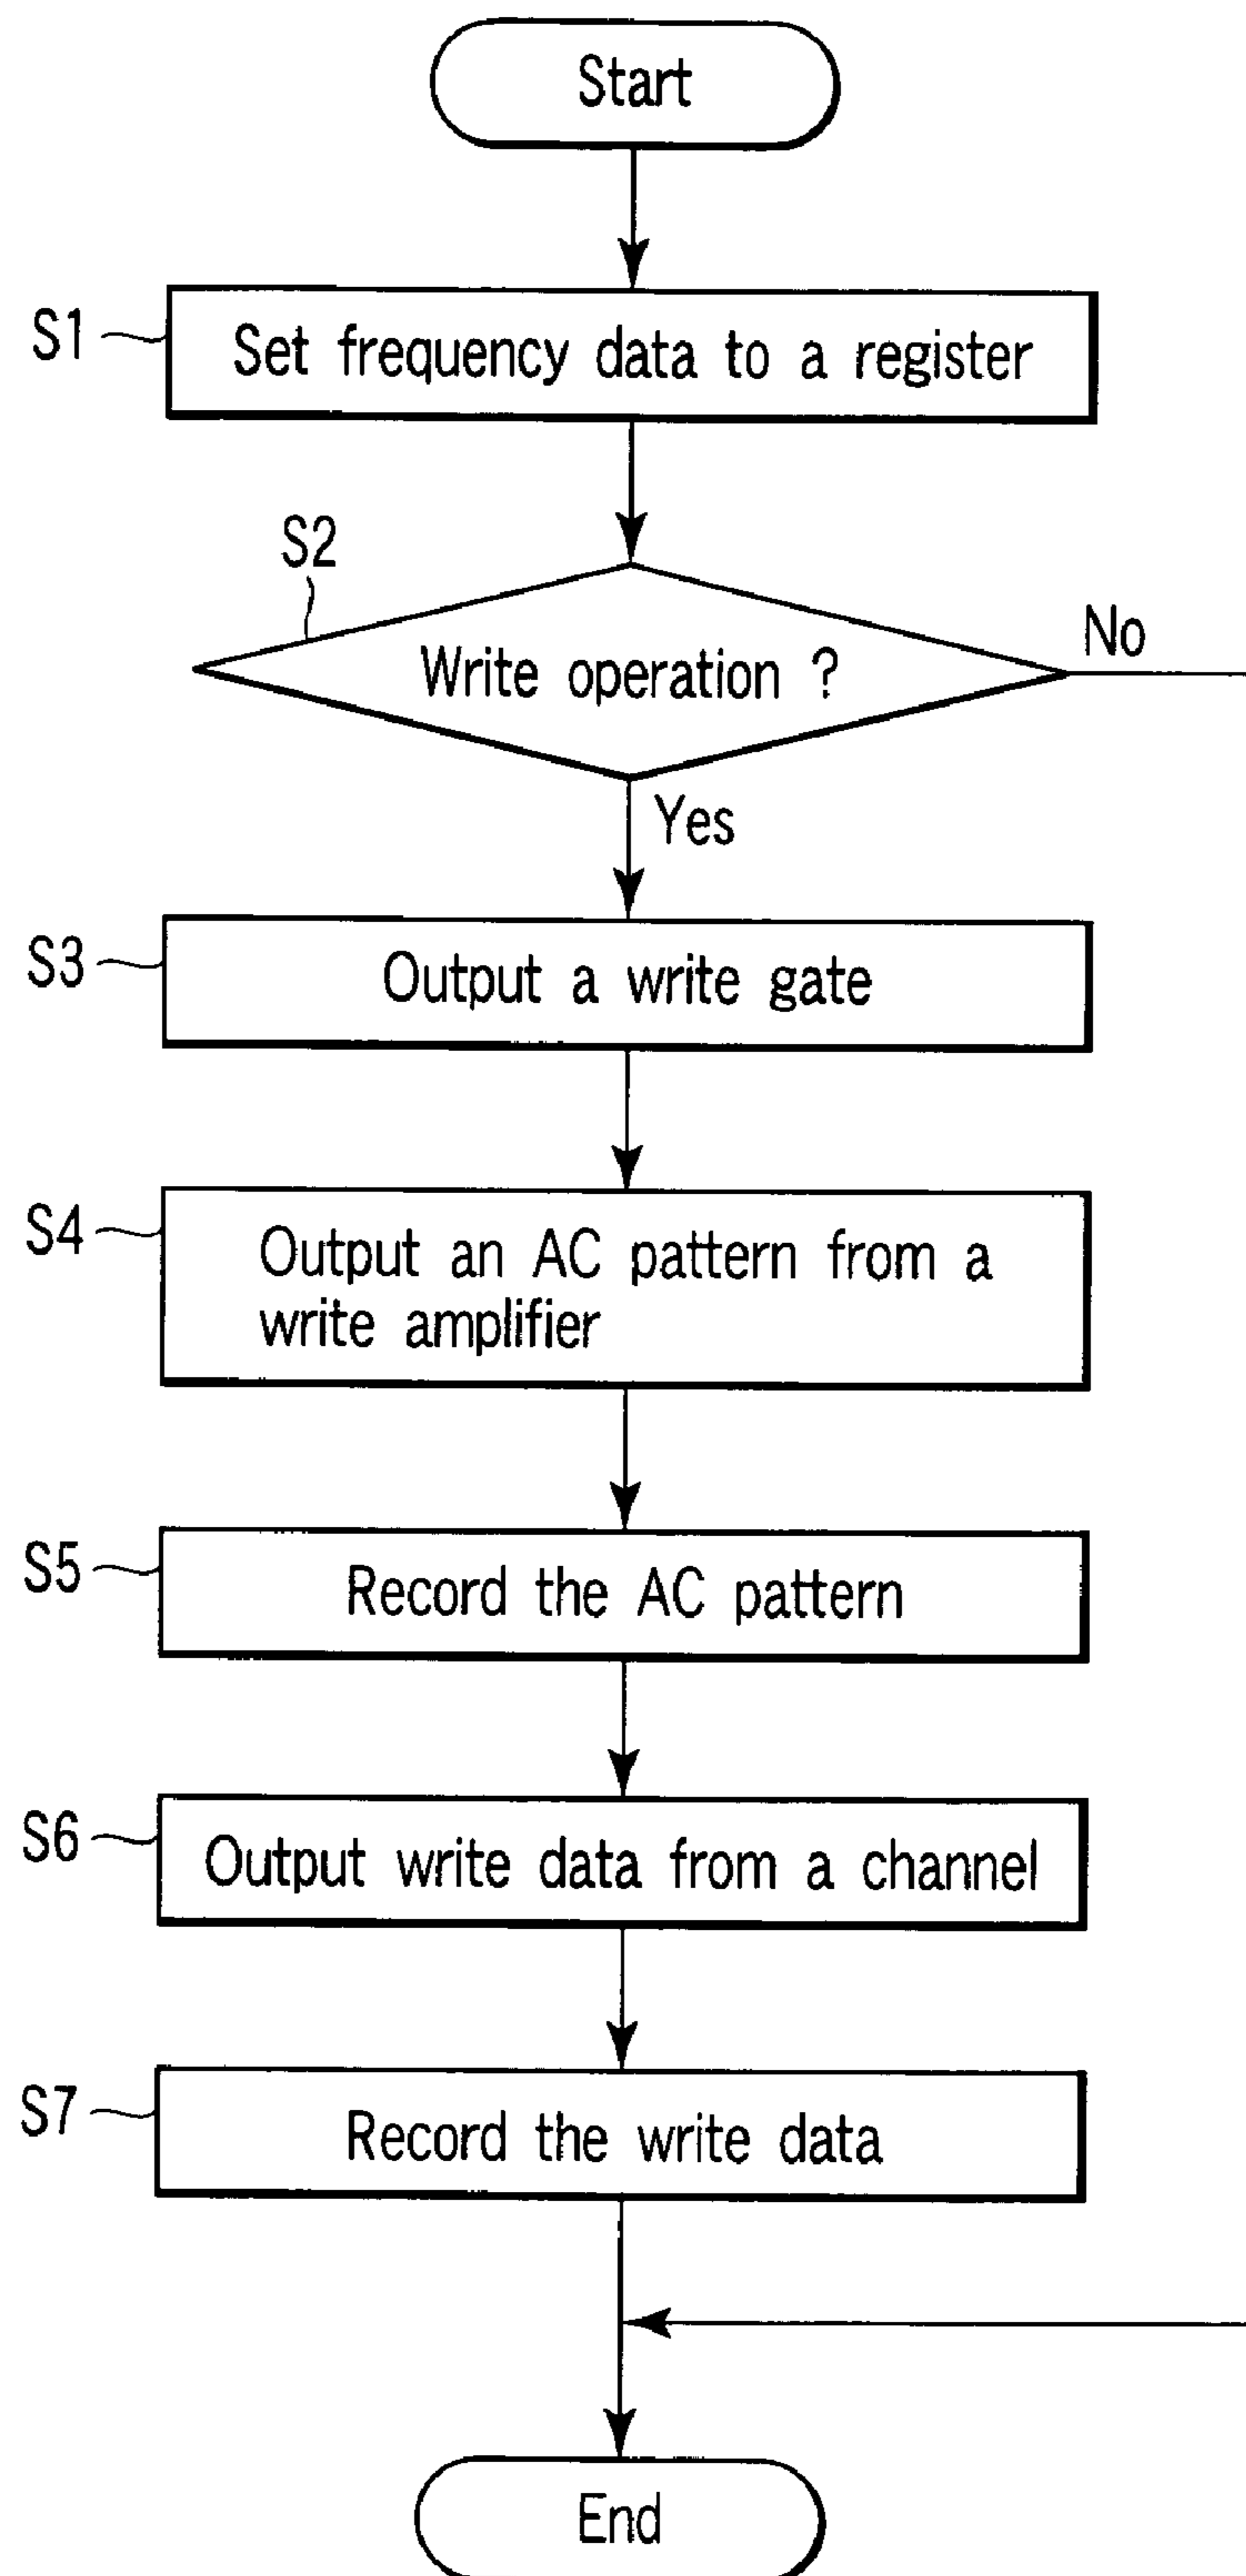 Start
S1
Set frequency data to a register
S2
Write operation ?
No
Yes
S3
Output a write gate
S4
Output an AC pattern from a
write amplifier
S5
Record the AC pattern
S6
Output write data from a channel
S7
Record the write data
End